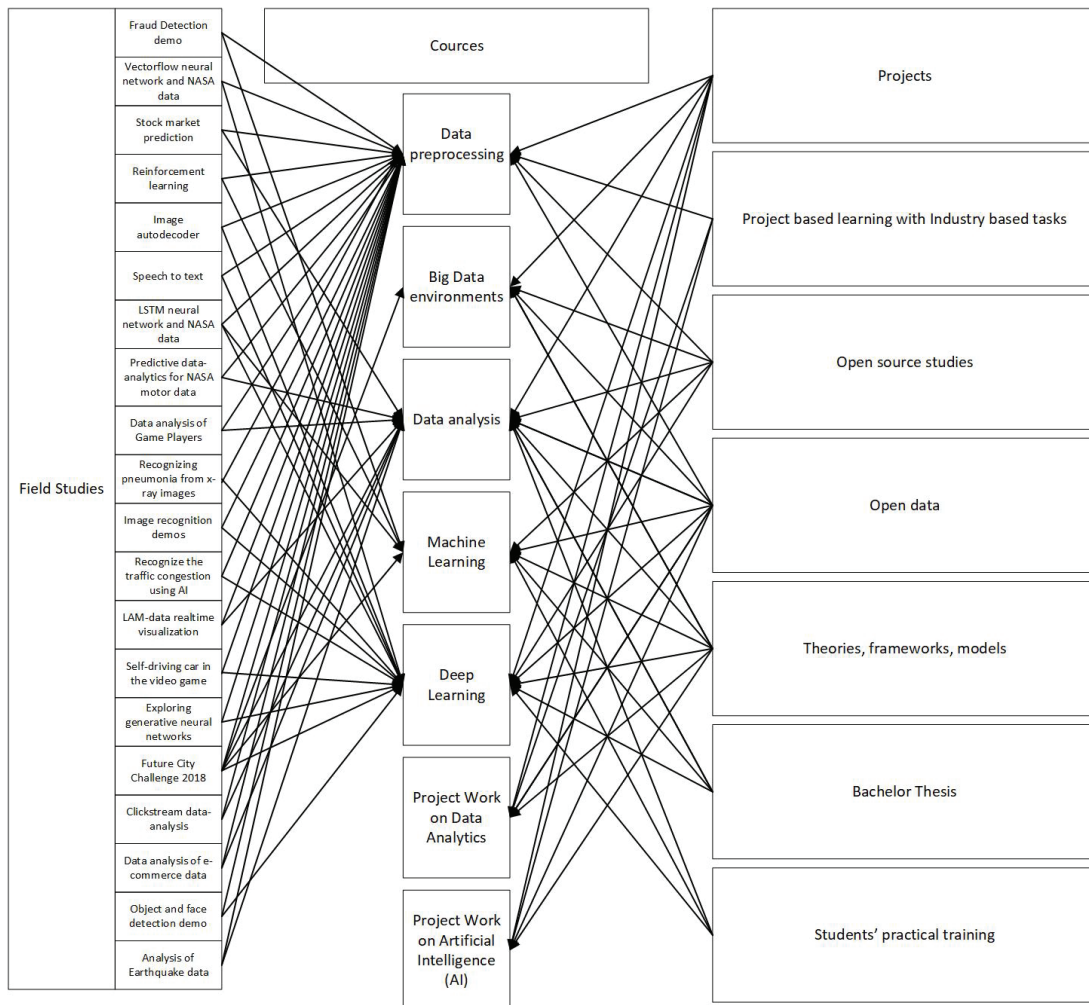 Field Studies
Fraud Detection
demo
Vectorflow neural
network and NASA
data
Stock market
prediction
Reinforcement
learning
Image
autodecoder
Speech to text
LSTM neural
network and NASA
data
Predictive data-
analytics for NASA
motor data
Data analysis of
Game Players
Recognizing
pneumonia from x-
ray images
Image recognition
demos
Recognize the
traffic congestion
using AI
LAM-data realtime
visualization
Self-driving car in
the video game
Exploring
generative neural
networks
Future City
Challenge 2018
Clickstream data-
analysis
Data analysis of e-
commerce data
Object and face
detection demo
Analysis of
Earthquake data
Cources
Data
preprocessing
Big Data
environments
Data analysis
Machine
Learning
Deep
Learning
Project Work
on Data
Analytics
Project Work
on Artificial
Intelligence
(AI)
Projects
Project based learning with Industry based tasks
Open source studies
Open data
Theories, frameworks, models
Bachelor Thesis
Students' practical training